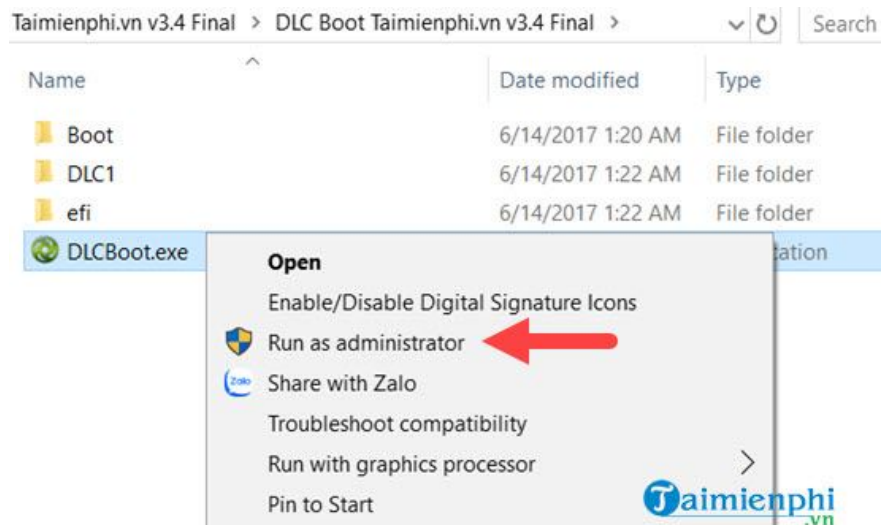 Taimienphi.vn v3.4 Final > DLC Boot Taimienphi.vn v3.4 Final > Search
Name Date modified Type
Boot 6/14/2017 1:20 AM File folder
DLC1 6/14/2017 1:22 AM File folder
efi 6/14/2017 1:22 AM File folder
DLCBoot.exe
Open
Enable/Disable Digital Signature Icons
Run as administrator
Zalo Share with Zalo
Troubleshoot compatibility
Run with graphics processor
Pin to Start
Taimienphi
.vn